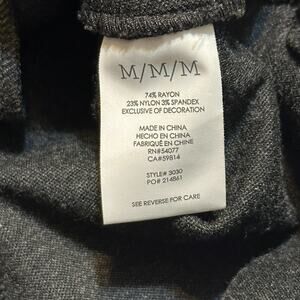 M/M/M
74% RAYON
23% NYLON 3% SPANDEX
EXCLUSIVE OF DECORATION
MADE IN CHINA
HECHO EN CHINA
FABRIQUÉ EN CHINE
RN#54077
CA#59814
STYLE# 3030
PO# 214861
SEE REVERSE FOR CARE